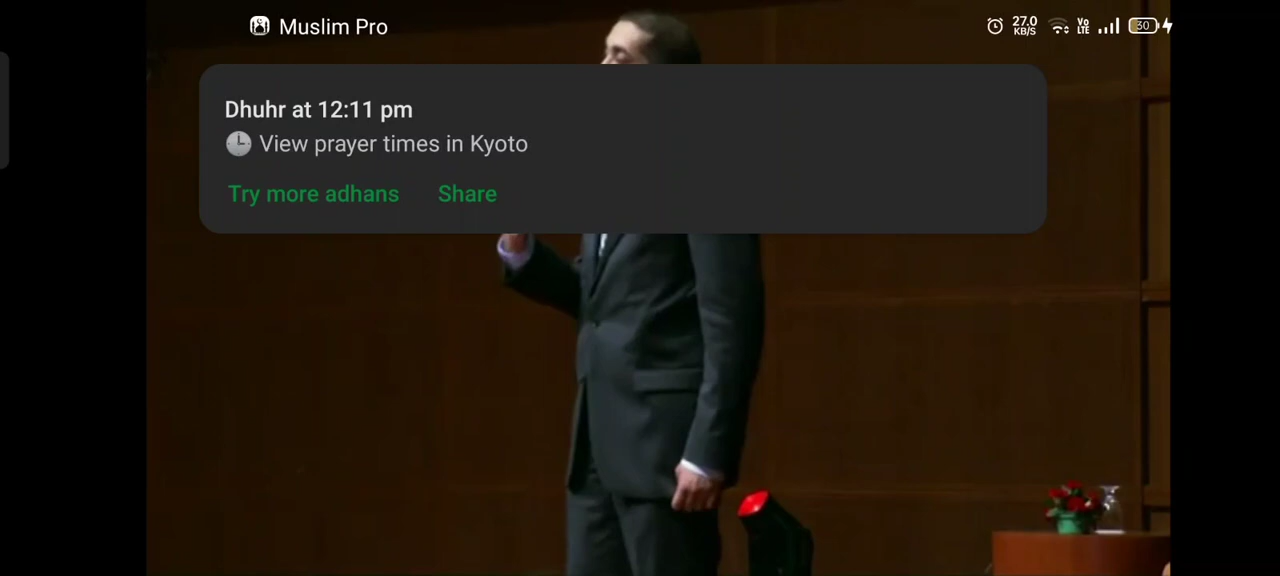 Muslim Pro
27.0
KB/S
Vo
LTE
30
Dhuhr at 12:11 pm
View prayer times in Kyoto
Try more adhans Share